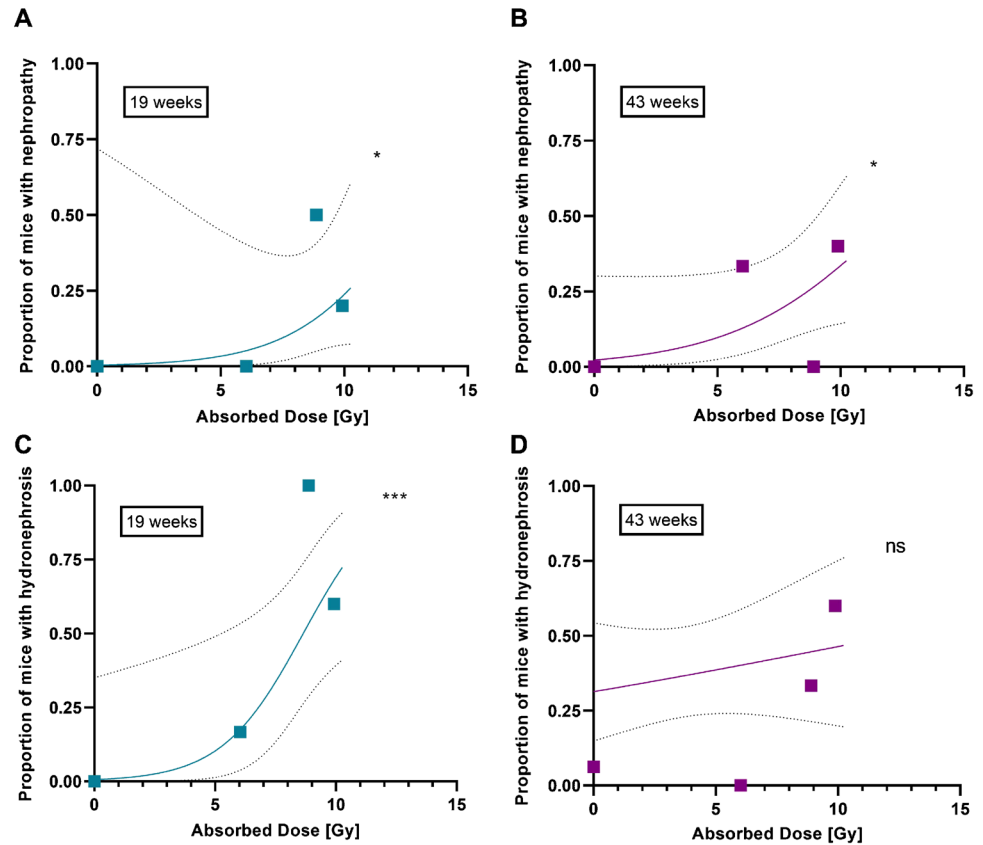 A
Proportion of mice with nephropathy
1.00
0.75
0.50
0.25
0.00
19 weeks
*
0 5 10 15
Absorbed Dose [Gy]
B
Proportion of mice with nephropathy
1.00
0.75
0.50
0.25
0.00
43 weeks
*
0 5 10 15
Absorbed Dose [Gy]
C
Proportion of mice with hydronephrosis
1.00
0.75
0.50
0.25
0.00
19 weeks
***
0 5 10 15
Absorbed Dose [Gy]
D
Proportion of mice with hydronephrosis
1.00
0.75
0.50
0.25
0.00
43 weeks
ns
0 5 10 15
Absorbed Dose [Gy]